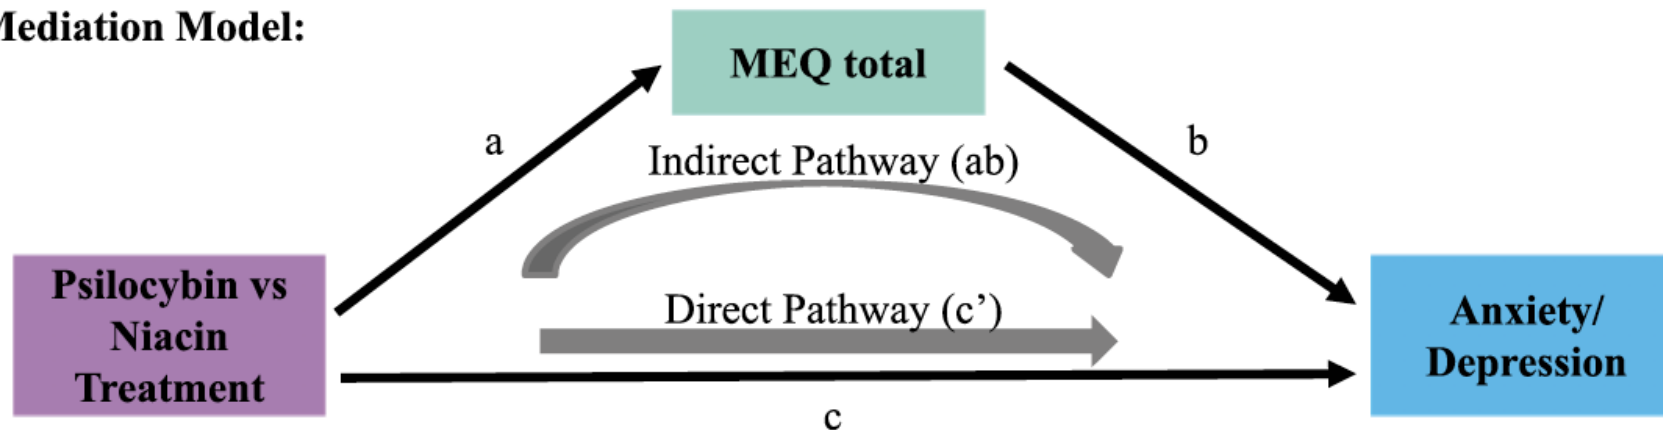 Mediation Model:
MEQ total
a
b
Indirect Pathway (ab)
Psilocybin vs
Niacin
Treatment
Direct Pathway (c’)
Anxiety/
Depression
c